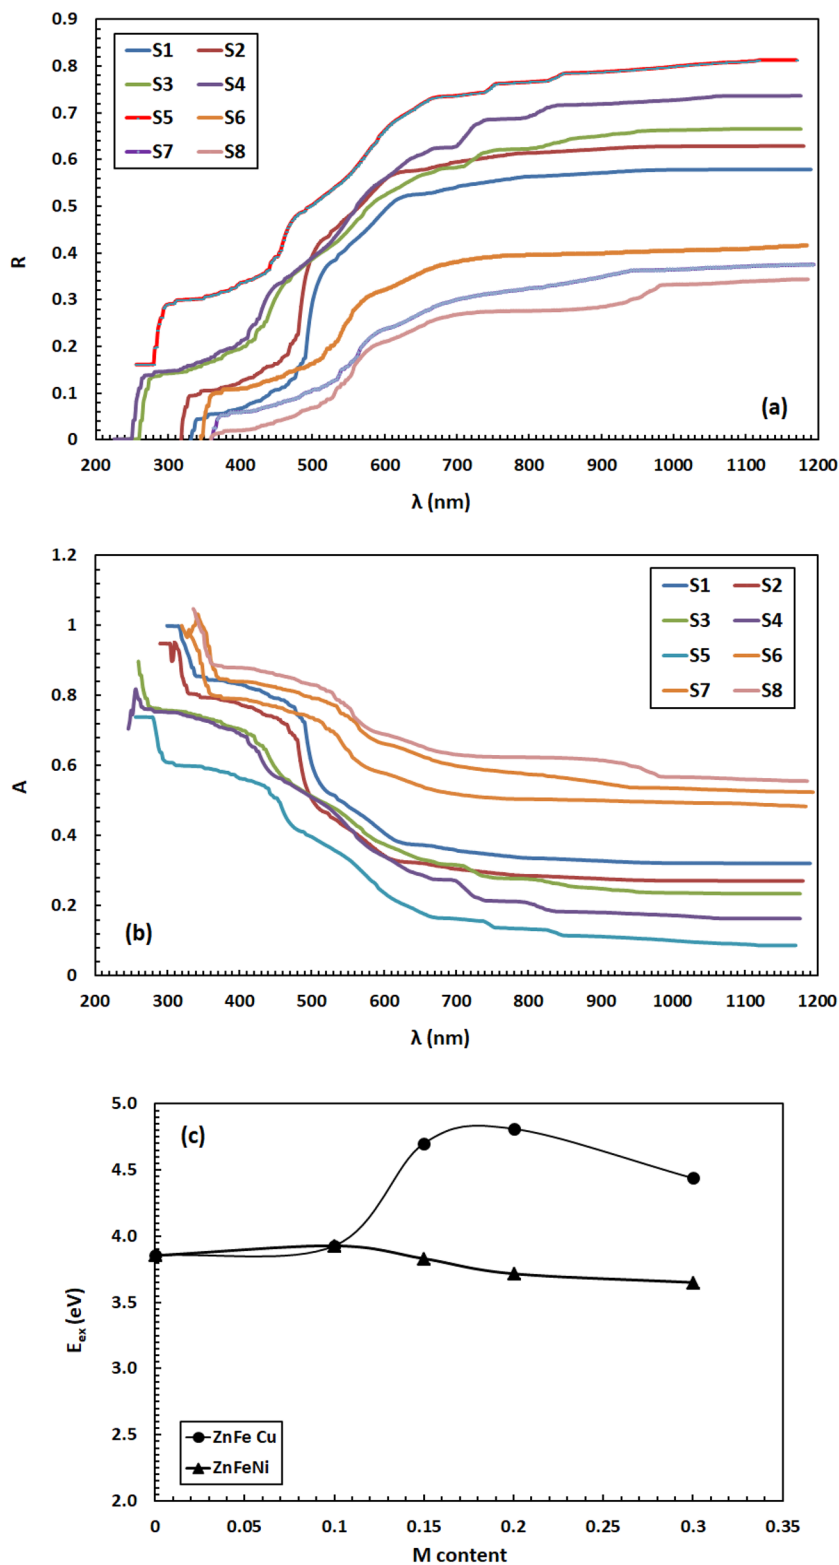 0.9
S1 S2
0.8
S3 S4
0.7
S5 S6
0.6
S7 S8
0.5
R
0.4
0.3
0.2
0.1
(a)
0
200 300 400 500 600 700 800 900 1000 1100 1200
λ (nm)
1.2
S1 S2
1
S3 S4
S5 S6
0.8
S7 S8
A
0.6
0.4
0.2
(b)
0
200 300 400 500 600 700 800 900 1000 1100 1200
λ (nm)
5.0
(c)
4.5
4.0
3.5
Eex (eV)
3.0
2.5
ZnFe Cu
ZnFeNi
2.0
0 0.05 0.1 0.15 0.2 0.25 0.3 0.35
M content